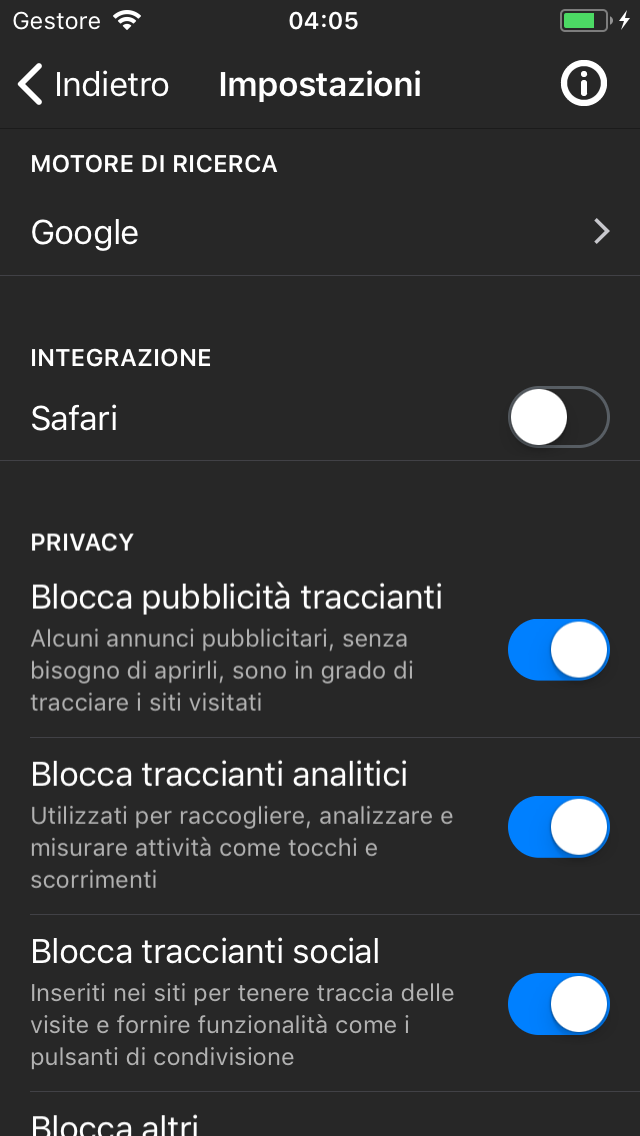 Gestore
04:05
Indietro
Impostazioni
MOTORE DI RICERCA
Google
INTEGRAZIONE
Safari
PRIVACY
Blocca pubblicità traccianti
Alcuni annunci pubblicitari, senza
bisogno di aprirli, sono in grado di
tracciare i siti visitati
Blocca traccianti analitici
Utilizzati per raccogliere, analizzare e
misurare attività come tocchi e
scorrimenti
Blocca traccianti social
Inseriti nei siti per tenere traccia delle
visite e fornire funzionalità come i
pulsanti di condivisione
Blocca altri